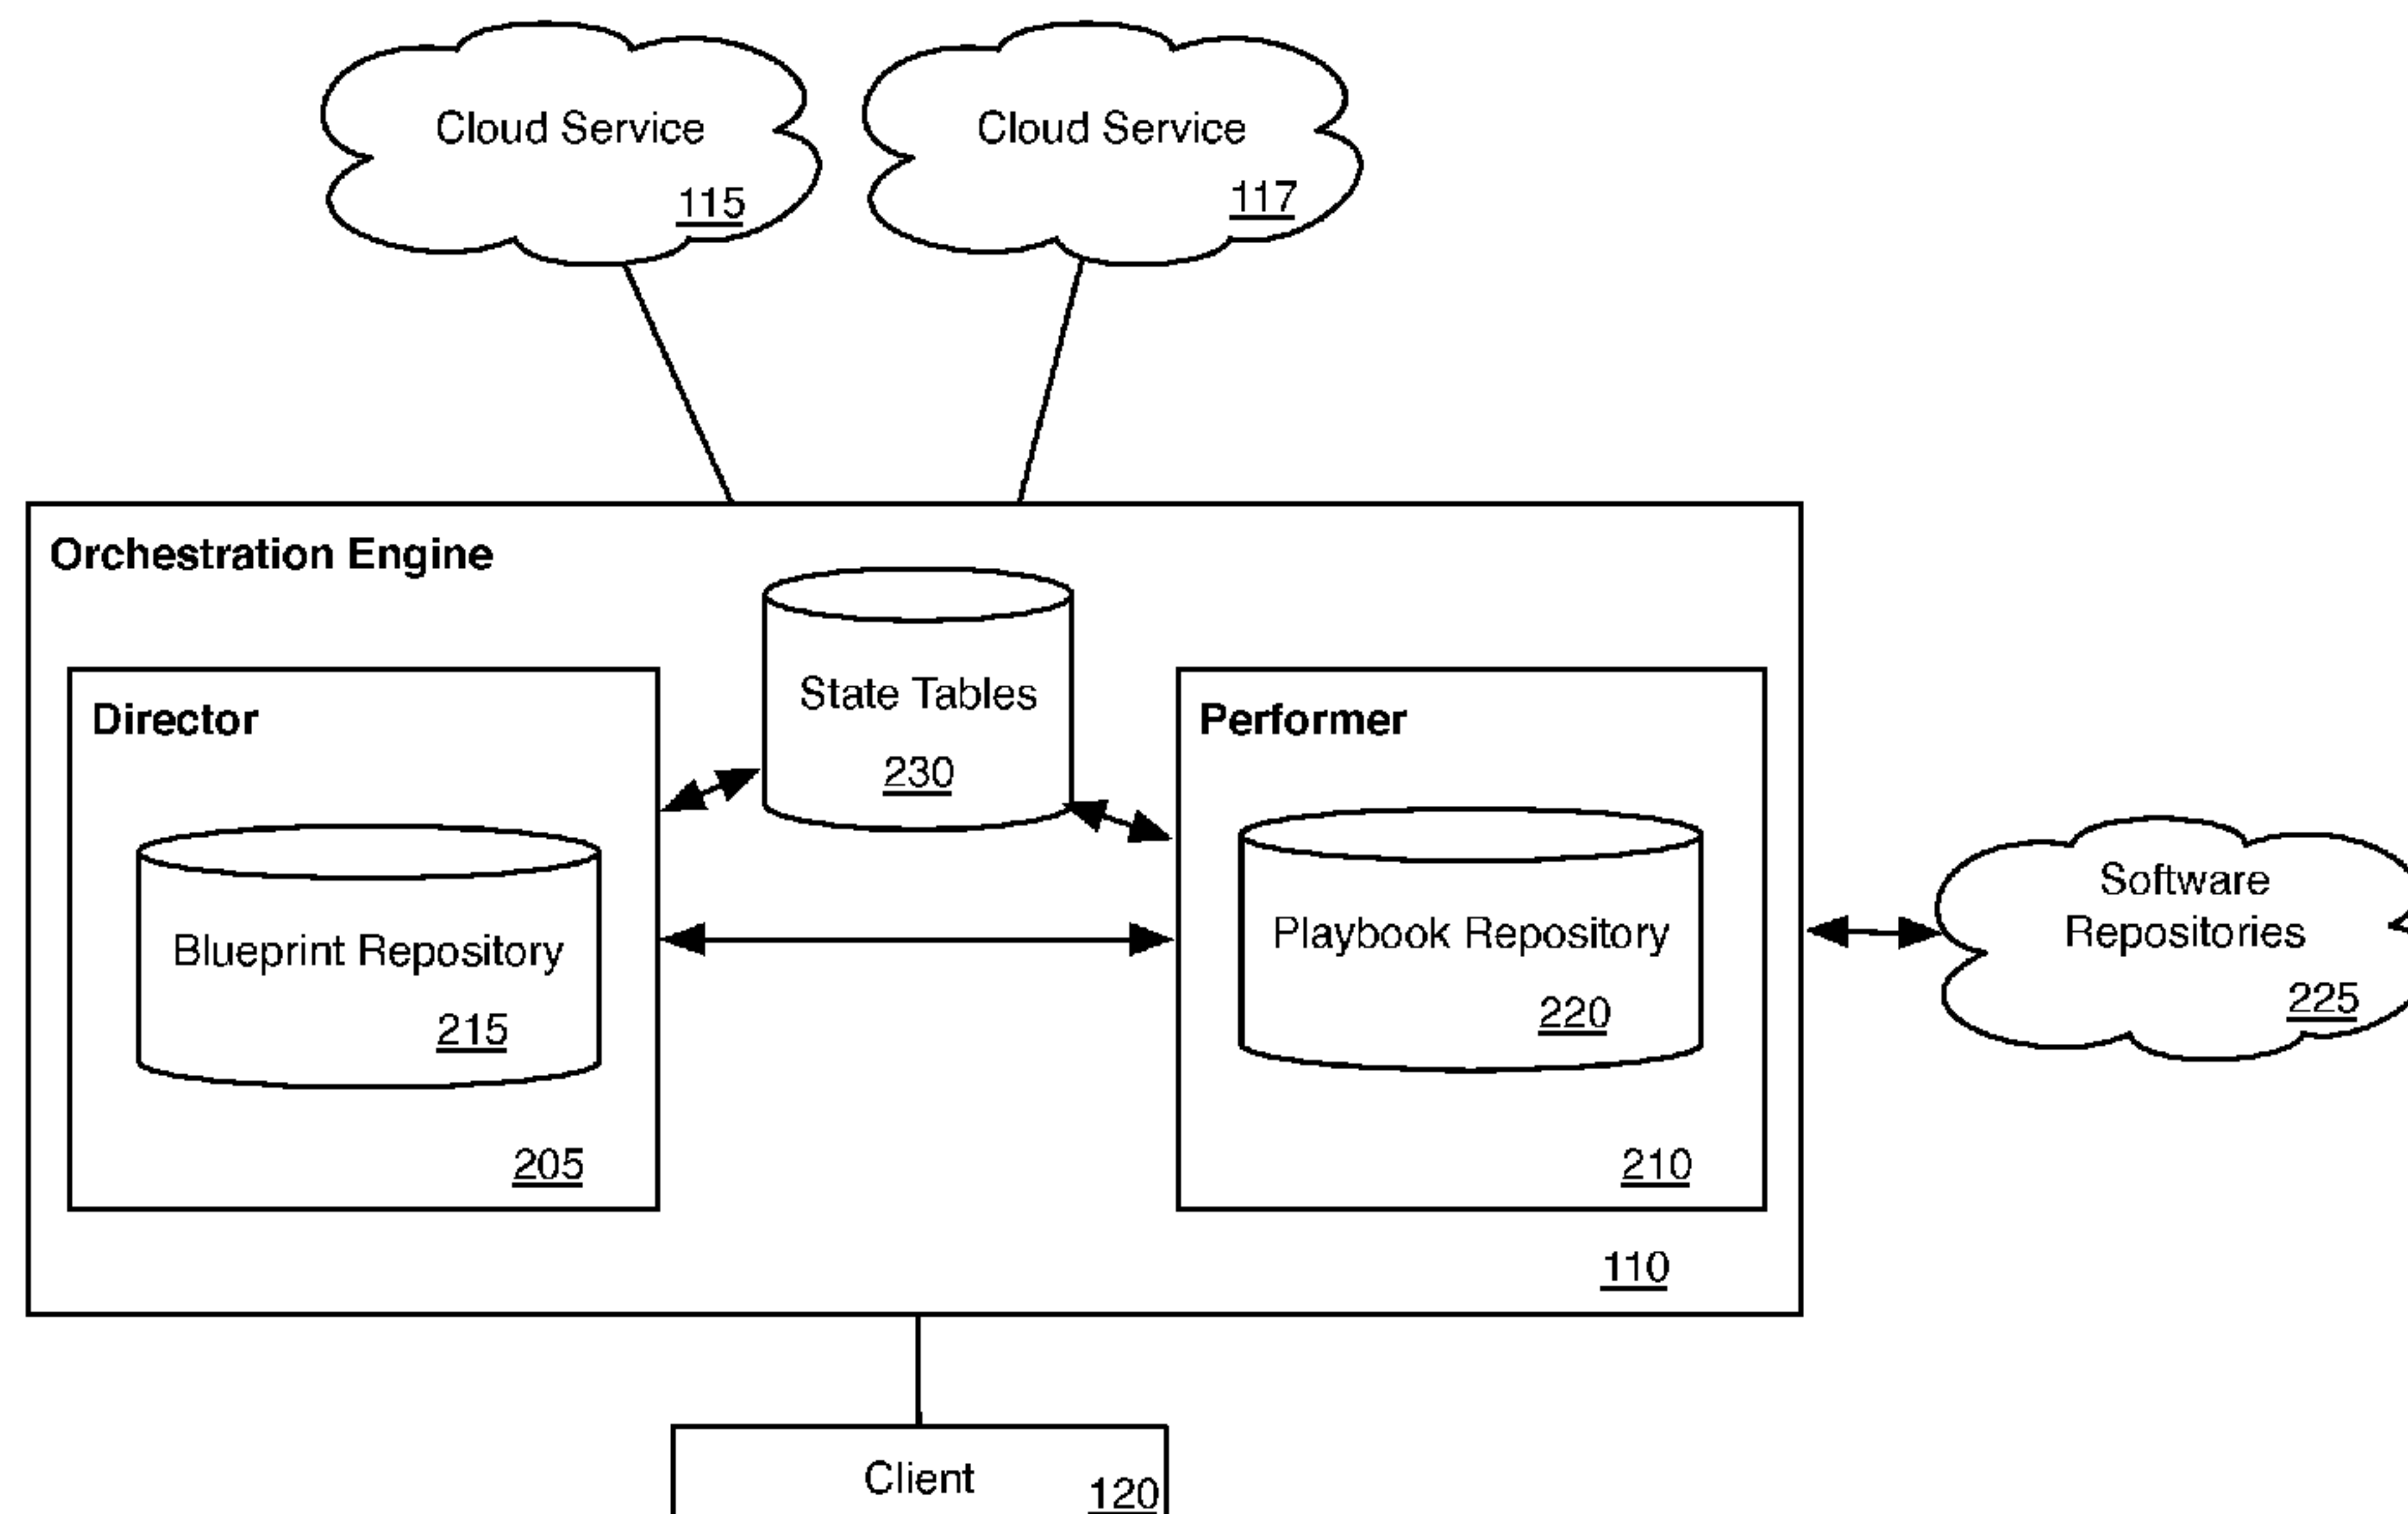 Cloud Service
115
Cloud Service
117
Orchestration Engine
State Tables
230
Director
Blueprint Repository
215
205
Performer
Playbook Repository
220
210
110
Software
Repositories
225
Client
120